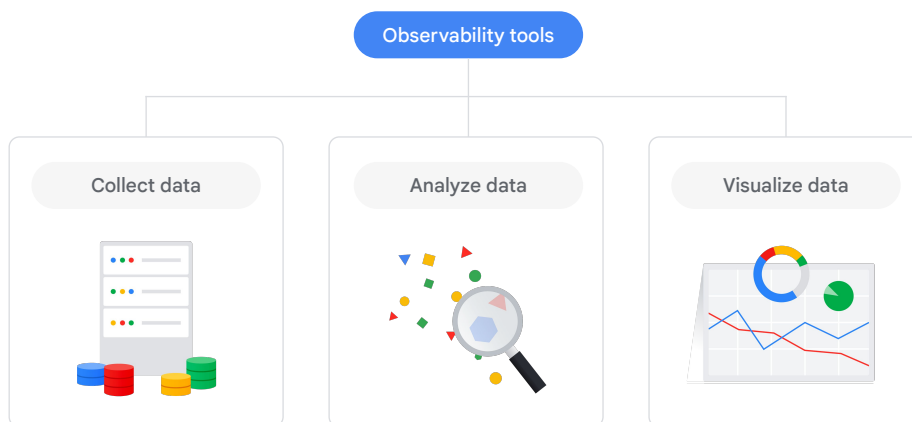 Observability tools
Collect data
Analyze data
Visualize data